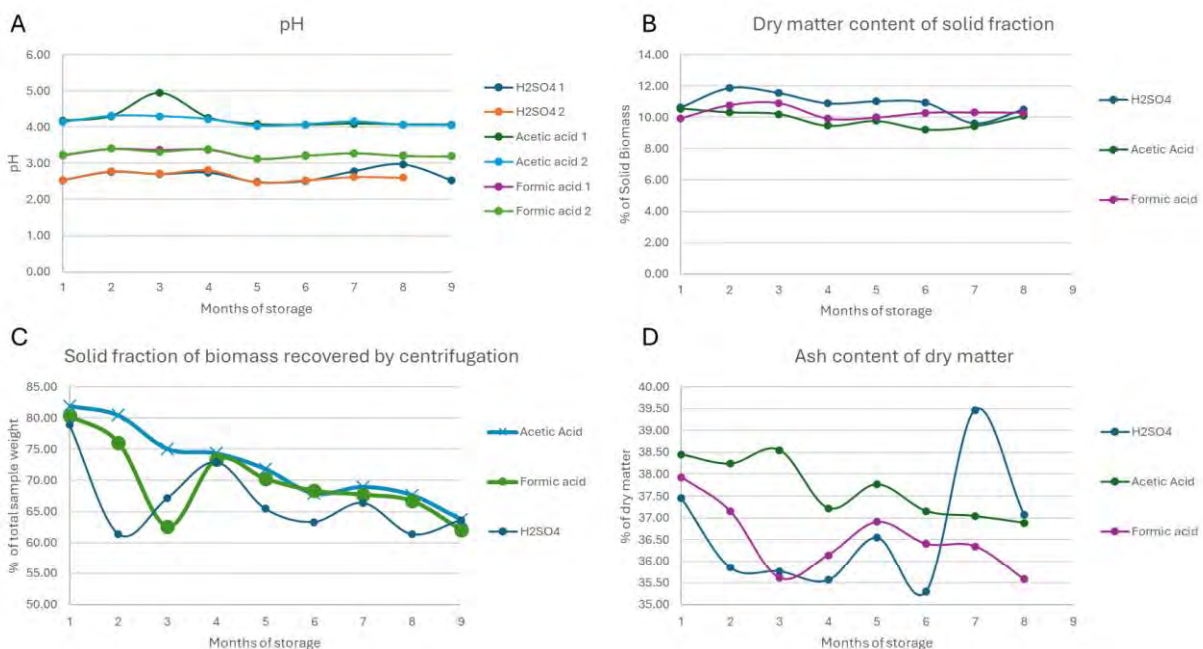 A
pH
6.00
5.00
4.00
3.00
2.00
1.00
0.00
pH
1 2 3 4 5 6 7 8 9
Months of storage
H2SO4 1
H2SO4 2
Acetic acid 1
Acetic acid 2
Formic acid 1
Formic acid 2
B
Dry matter content of solid fraction
14.00
12.00
10.00
8.00
6.00
4.00
2.00
0.00
% of Solid Biomass
1 2 3 4 5 6 7 8 9
Months of storage
H2SO4
Acetic Acid
Formic acid
C
Solid fraction of biomass recovered by centrifugation
85.00
80.00
75.00
70.00
65.00
60.00
55.00
50.00
% of total sample weight
1 2 3 4 5 6 7 8 9
Months of storage
Acetic Acid
Formic acid
H2SO4
D
Ash content of dry matter
40.00
39.50
39.00
38.50
38.00
37.50
37.00
36.50
36.00
35.50
35.00
% of dry matter
1 2 3 4 5 6 7 8 9
Months of storage
H2SO4
Acetic Acid
Formic acid